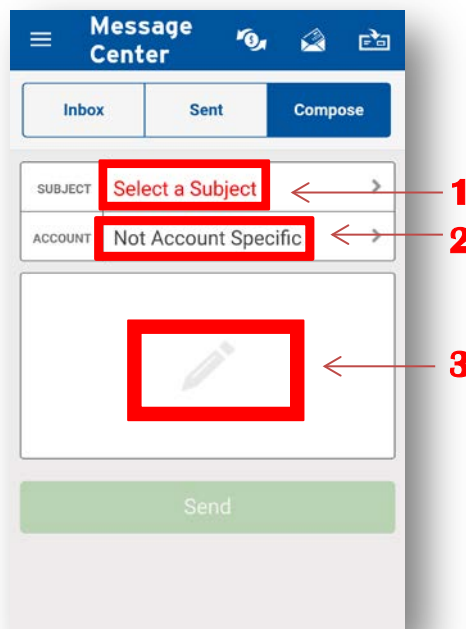 Message
Center
Inbox Sent Compose
SUBJECT Select a Subject 1
ACCOUNT Not Account Specific 2
3
Send